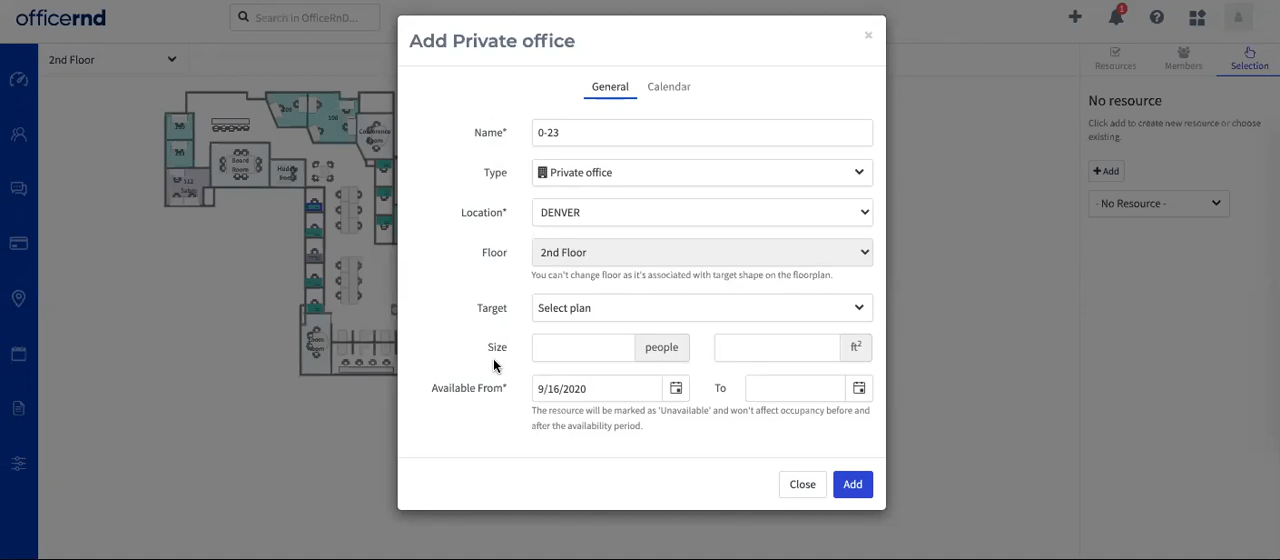 officernd
Search in OfficeRnD...
1
2nd Floor
Resources
Members
Selection
No resource
Click add to create new resource or choose
existing.
+ Add
- No Resource -
Board
Room
Add Private office
×
General
Calendar
Name*
0-23
Type
Private office
Location*
DENVER
Floor
2nd Floor
You can't change floor as it's associated with target shape on the floorplan.
Target
Select plan
Size
people
ft²
Available From*
9/16/2020
To
The resource will be marked as 'Unavailable' and won't affect occupancy before and
after the availability period.
Close
Add